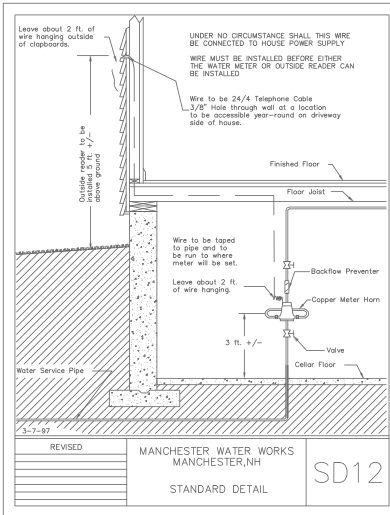 Leave about 2 ft. of
wire hanging outside
of clapboards.
UNDER NO CIRCUMSTANCE SHALL THIS WIRE
BE CONNECTED TO HOUSE POWER SUPPLY
WIRE MUST BE INSTALLED BEFORE EITHER
THE WATER METER OR OUTSIDE READER CAN
BE INSTALLED
Wire to be 24/4 Telephone Cable
3/8" Hole through wall at a location
to be accessible year-round on driveway
side of house.
Outside reader to be
installed 5 ft. +/-
above ground
Finished Floor
Floor Joist
Wire to be taped
to pipe and to
be run to where
meter will be set.
Leave about 2 ft.
of wire hanging.
Backflow Preventer
Copper Meter Horn
3 ft. +/-
Valve
Cellar Floor
Water Service Pipe
3-7-97
REVISED
MANCHESTER WATER WORKS
MANCHESTER,NH
STANDARD DETAIL
SD12